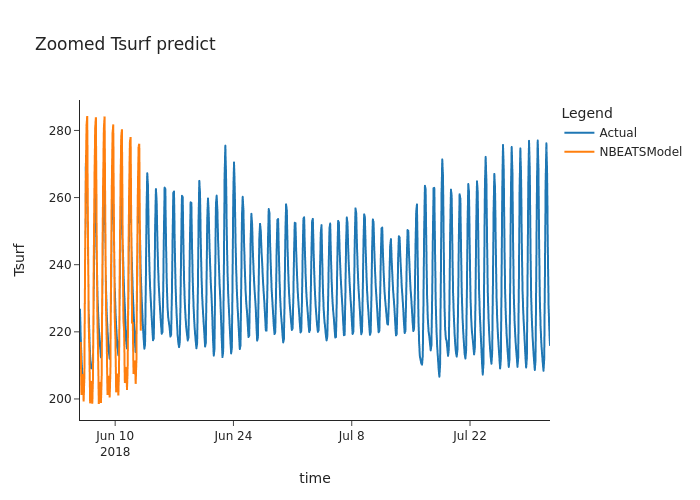 Zoomed Tsurf predict
Legend
Actual
NBEATSModel
280
260
240
220
200
Tsurf
Jun 10
2018
Jun 24
Jul 8
Jul 22
time